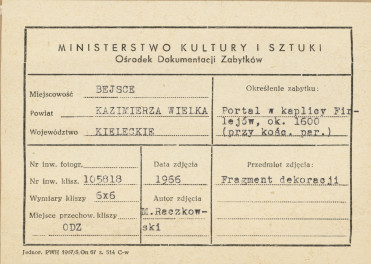 MINISTERSTWO KULTURY I SZTUKI
Ośrodek Dokumentacji Zabytków
Miejscowość BEJSCE
Powiat KAZIMIERZA WIELKA
Województwo KIELECKIE
Określenie zabytku:
Portal w kaplicy Fir-
lejów, ok. 1600
(przy kośc. par.)
Nr inw. fotogr.
Nr inw. klisz. 105818
Wymiary kliszy 6x6
Miejsce przechow. kliszy
ODZ
Data zdjęcia
1966
Autor zdjęcia
M.Raczkow-
ski
Przedmiot zdjęcia:
Fragment dekoracji